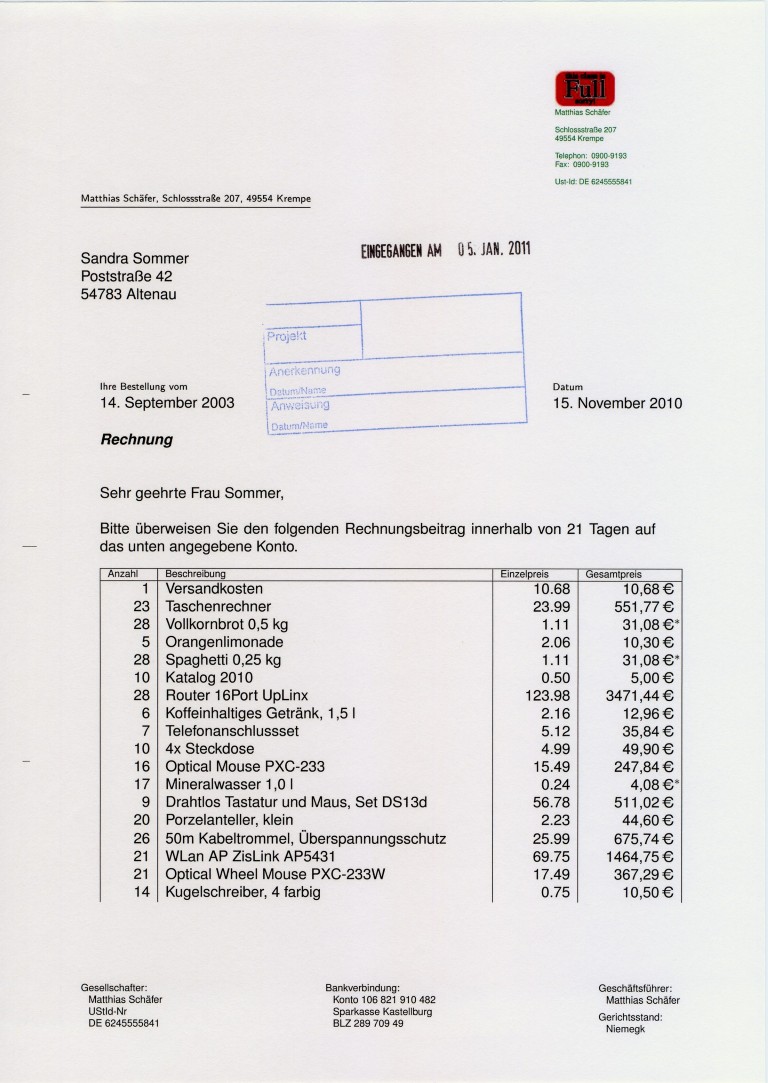 Full
Matthias Schäfer
Schlossstraße 207
49554 Krempe
Telephon: 0900-9193
Fax: 0900-9193
Ust-Id: DE 6245555841
Matthias Schäfer, Schlossstraße 207, 49554 Krempe
EINGEGANGEN AM 05. JAN. 2011
Sandra Sommer
Poststraße 42
54783 Altenau
Projekt
Anerkennung
Datum/Name
Anweisung
Datum/Name
Ihre Bestellung vom
14. September 2003
Datum
15. November 2010
Rechnung
Sehr geehrte Frau Sommer,
Bitte überweisen Sie den folgenden Rechnungsbeitrag innerhalb von 21 Tagen auf
das unten angegebene Konto.
Anzahl Beschreibung Einzelpreis Gesamtpreis
1 Versandkosten 10.68 10,68 €
23 Taschenrechner 23.99 551,77 €
28 Vollkornbrot 0,5 kg 1.11 31,08 €*
5 Orangenlimonade 2.06 10,30 €
28 Spaghetti 0,25 kg 1.11 31,08 €*
10 Katalog 2010 0.50 5,00 €
28 Router 16Port UpLinx 123.98 3471,44 €
6 Koffeinhaltiges Getränk, 1,5 l 2.16 12,96 €
7 Telefonanschlussset 5.12 35,84 €
10 4x Steckdose 4.99 49,90 €
16 Optical Mouse PXC-233 15.49 247,84 €
17 Mineralwasser 1,0 l 0.24 4,08 €*
9 Drahtlos Tastatur und Maus, Set DS13d 56.78 511,02 €
20 Porzelanteller, klein 2.23 44,60 €
26 50m Kabeltrommel, Überspannungsschutz 25.99 675,74 €
21 WLan AP ZisLink AP5431 69.75 1464,75 €
21 Optical Wheel Mouse PXC-233W 17.49 367,29 €
14 Kugelschreiber, 4 farbig 0.75 10,50 €
Gesellschafter:
Matthias Schäfer
UStId-Nr
DE 6245555841
Bankverbindung:
Konto 106 821 910 482
Sparkasse Kastellburg
BLZ 289 709 49
Geschäftsführer:
Matthias Schäfer
Gerichtsstand:
Niemegk